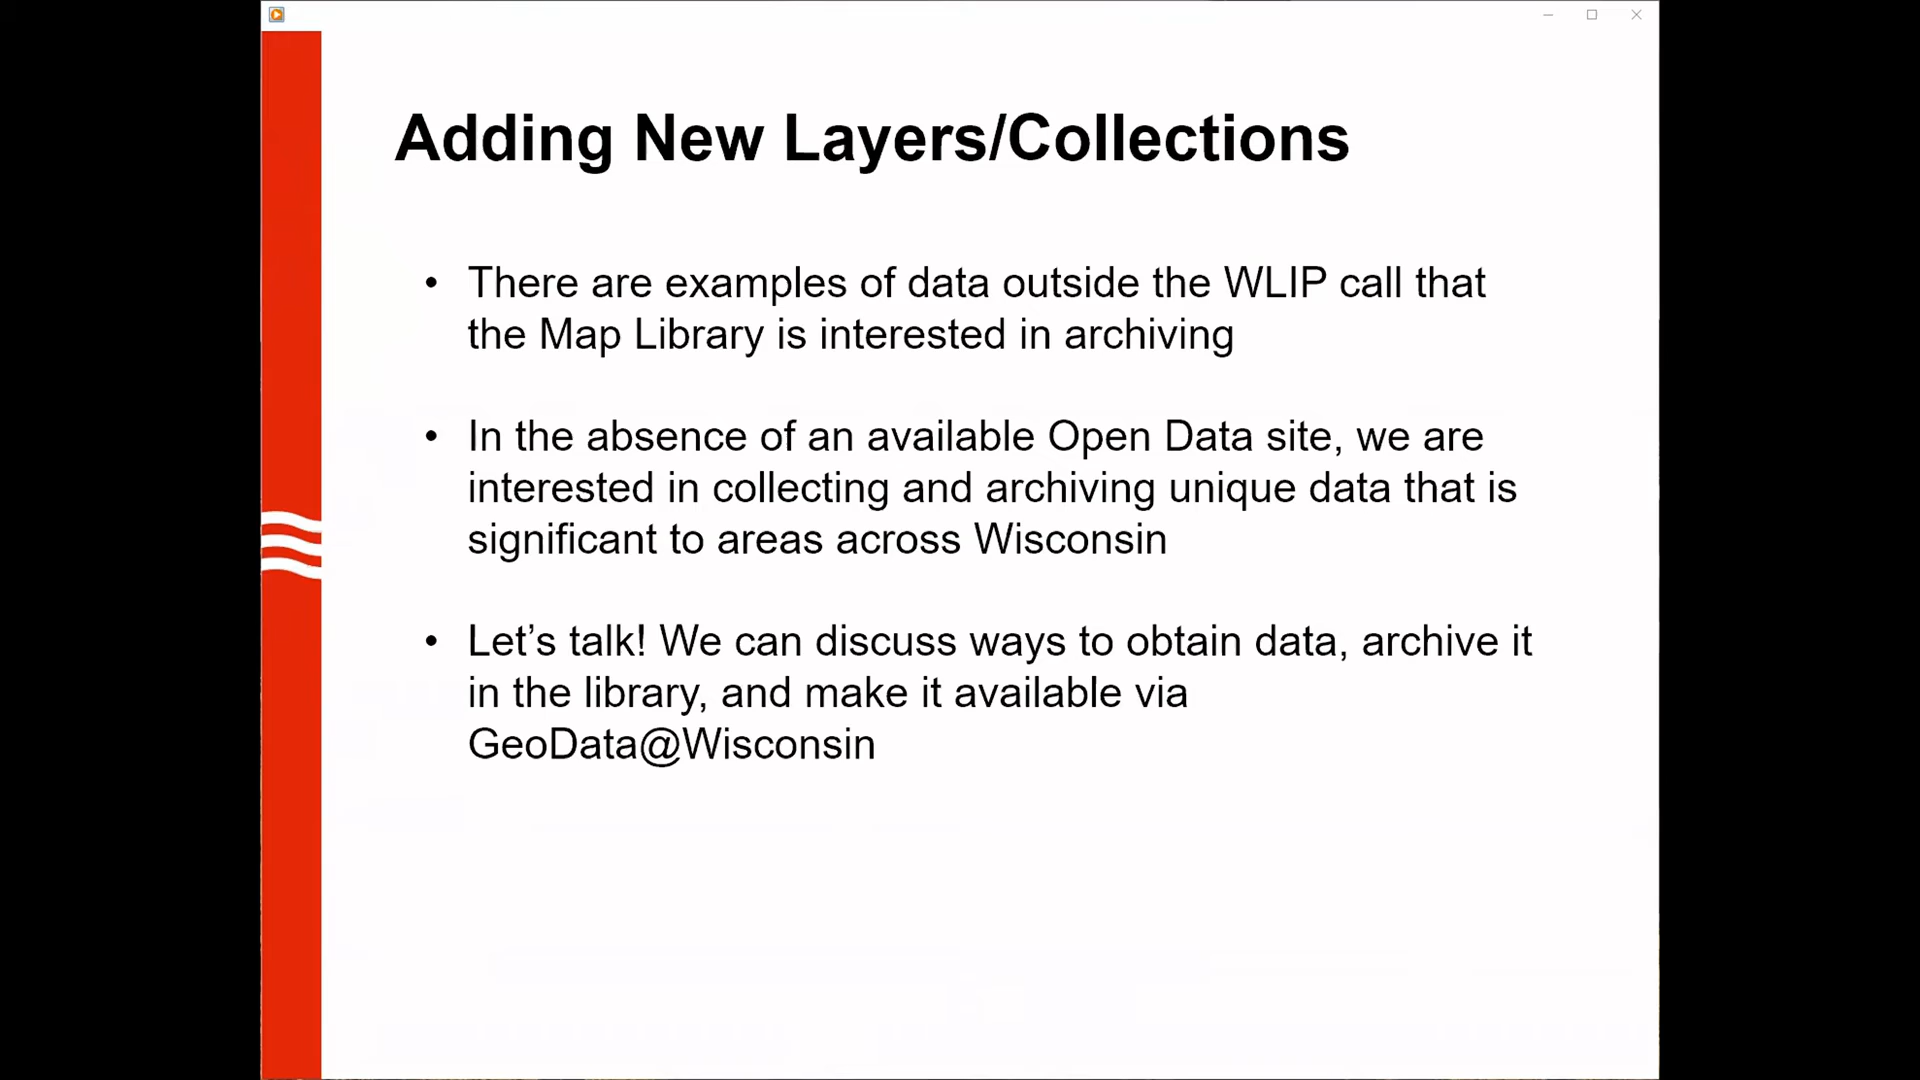 Adding New Layers/Collections
• There are examples of data outside the WLIP call that
the Map Library is interested in archiving
• In the absence of an available Open Data site, we are
interested in collecting and archiving unique data that is
significant to areas across Wisconsin
• Let’s talk! We can discuss ways to obtain data, archive it
in the library, and make it available via
GeoData@Wisconsin